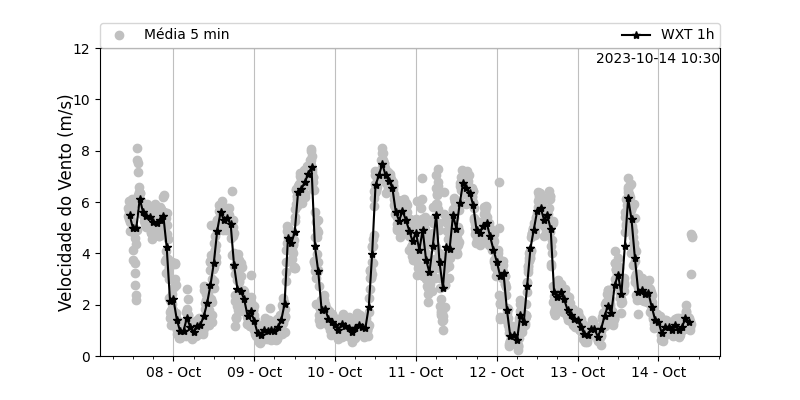 Média 5 min
WXT 1h
2023-10-14 10:30
Velocidade do Vento (m/s)
12
10
8
6
4
2
0
08 - Oct
09 - Oct
10 - Oct
11 - Oct
12 - Oct
13 - Oct
14 - Oct